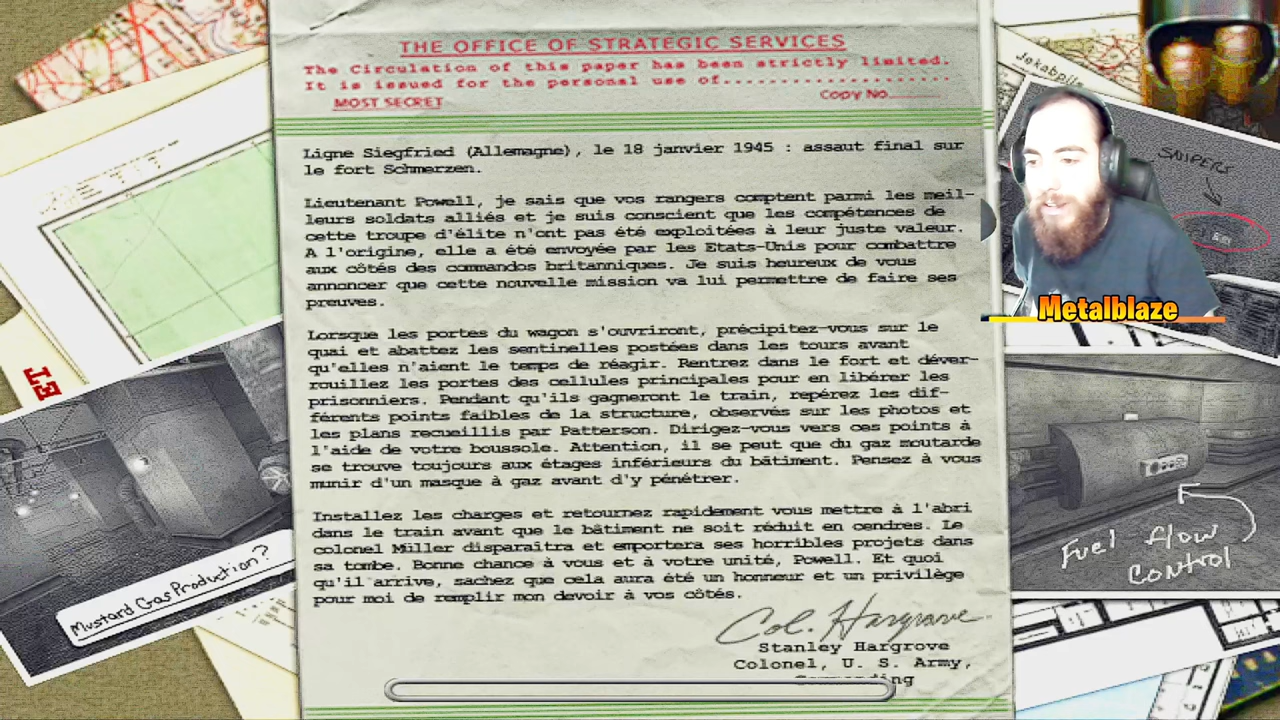 THE OFFICE OF STRATEGIC SERVICES
The Circulation of this paper has been strictly limited.
It is issued for the personal use of....................
MOST SECRET
Copy No.
Ligne Siegfried (Allemagne), le 18 janvier 1945 : assaut final sur
le fort Schmerzen.
Lieutenant Powell, je sais que vos rangers comptent parmi les meil-
leurs soldats alliés et je suis conscient que les compétences de
cette troupe d'élite n'ont pas été exploitées à leur juste valeur.
A l'origine, elle a été envoyée par les Etats-Unis pour combattre
aux côtés des commandos britanniques. Je suis heureux de vous
annoncer que cette nouvelle mission va lui permettre de faire ses
preuves.
Lorsque les portes du wagon s'ouvriront, précipitez-vous sur le
quai et abattez les sentinelles postées dans les tours avant
qu'elles n'aient le temps de réagir. Rentrez dans le fort et déver-
rouillez les portes des cellules principales pour en libérer les
prisonniers. Pendant qu'ils gagneront le train, repérez les dif-
férents points faibles de la structure, observés sur les photos et
les plans recueillis par Patterson. Dirigez-vous vers ces points à
l'aide de votre boussole. Attention, il se peut que du gaz moutarde
se trouve toujours aux étages inférieurs du bâtiment. Pensez à vous
munir d'un masque à gaz avant d'y pénétrer.
Installez les charges et retournez rapidement vous mettre à l'abri
dans le train avant que le bâtiment ne soit réduit en cendres. Le
colonel Müller disparaîtra et emportera ses horribles projets dans
sa tombe. Bonne chance à vous et à votre unité, Powell. Et quoi
qu'il arrive, sachez que cela aura été un honneur et un privilège
pour moi de remplir mon devoir à vos côtés.
Col. Hargrave
Stanley Hargrove
Colonel, U. S. Army,
Commanding
Jekabpils
SNIPERS
Metalblaze
Fuel flow
control
Mustard Gas Production?